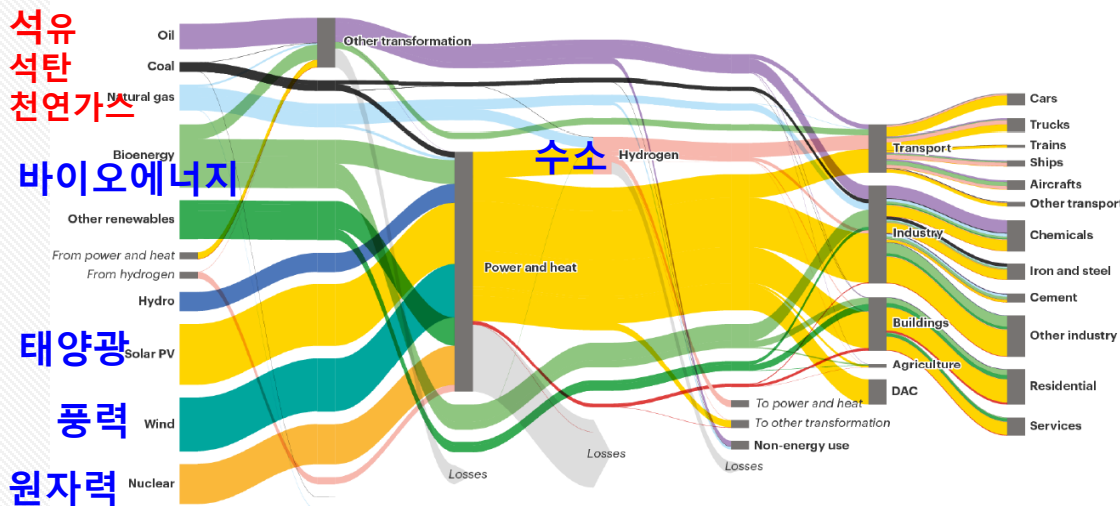 석유
석탄
천연가스
바이오에너지
태양광
풍력
원자력
수소
Oil
Coal
Natural gas
Bioenergy
Other renewables
From power and heat
From hydrogen
Hydro
Solar PV
Wind
Nuclear
Other transformation
Power and heat
Hydrogen
Losses
Losses
Losses
To power and heat
To other transformation
Non-energy use
Transport
Industry
Buildings
Agriculture
DAC
Cars
Trucks
Trains
Ships
Aircrafts
Other transport
Chemicals
Iron and steel
Cement
Other industry
Residential
Services